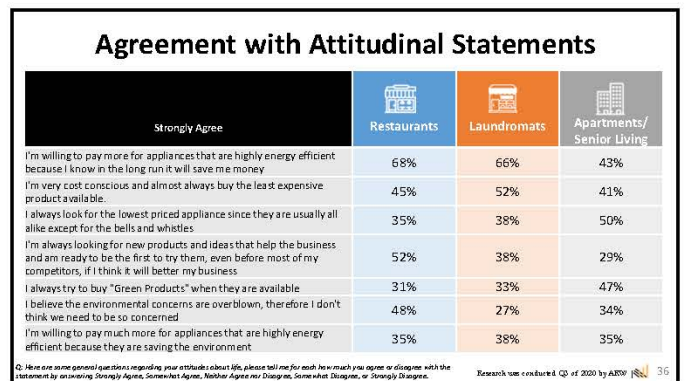 Agreement with Attitudinal Statements
Strongly Agree
Restaurants
Laundromats
Apartments/
Senior Living
I'm willing to pay more for appliances that are highly energy efficient
because I know in the long run it will save me money
68%
66%
43%
I'm very cost conscious and almost always buy the least expensive
product available.
45%
52%
41%
I always look for the lowest priced appliance since they are usually all
alike except for the bells and whistles
35%
38%
50%
I'm always looking for new products and ideas that help the business
and am ready to be the first to try them, even before most of my
competitors, if I think it will better my business
52%
38%
29%
I always try to buy "Green Products" when they are available
31%
33%
47%
I believe the environmental concerns are overblown, therefore I don't
think we need to be so concerned
48%
27%
34%
I'm willing to pay much more for appliances that are highly energy
efficient because they are saving the environment
35%
38%
35%
Q: Here are some general questions regarding your attitudes about life, please tell me for each how much you agree or disagree with the
statement by answering Strongly Agree, Somewhat Agree, Neither Agree nor Disagree, Somewhat Disagree, or Strongly Disagree.
Research was conducted Q3 of 2020 by
36